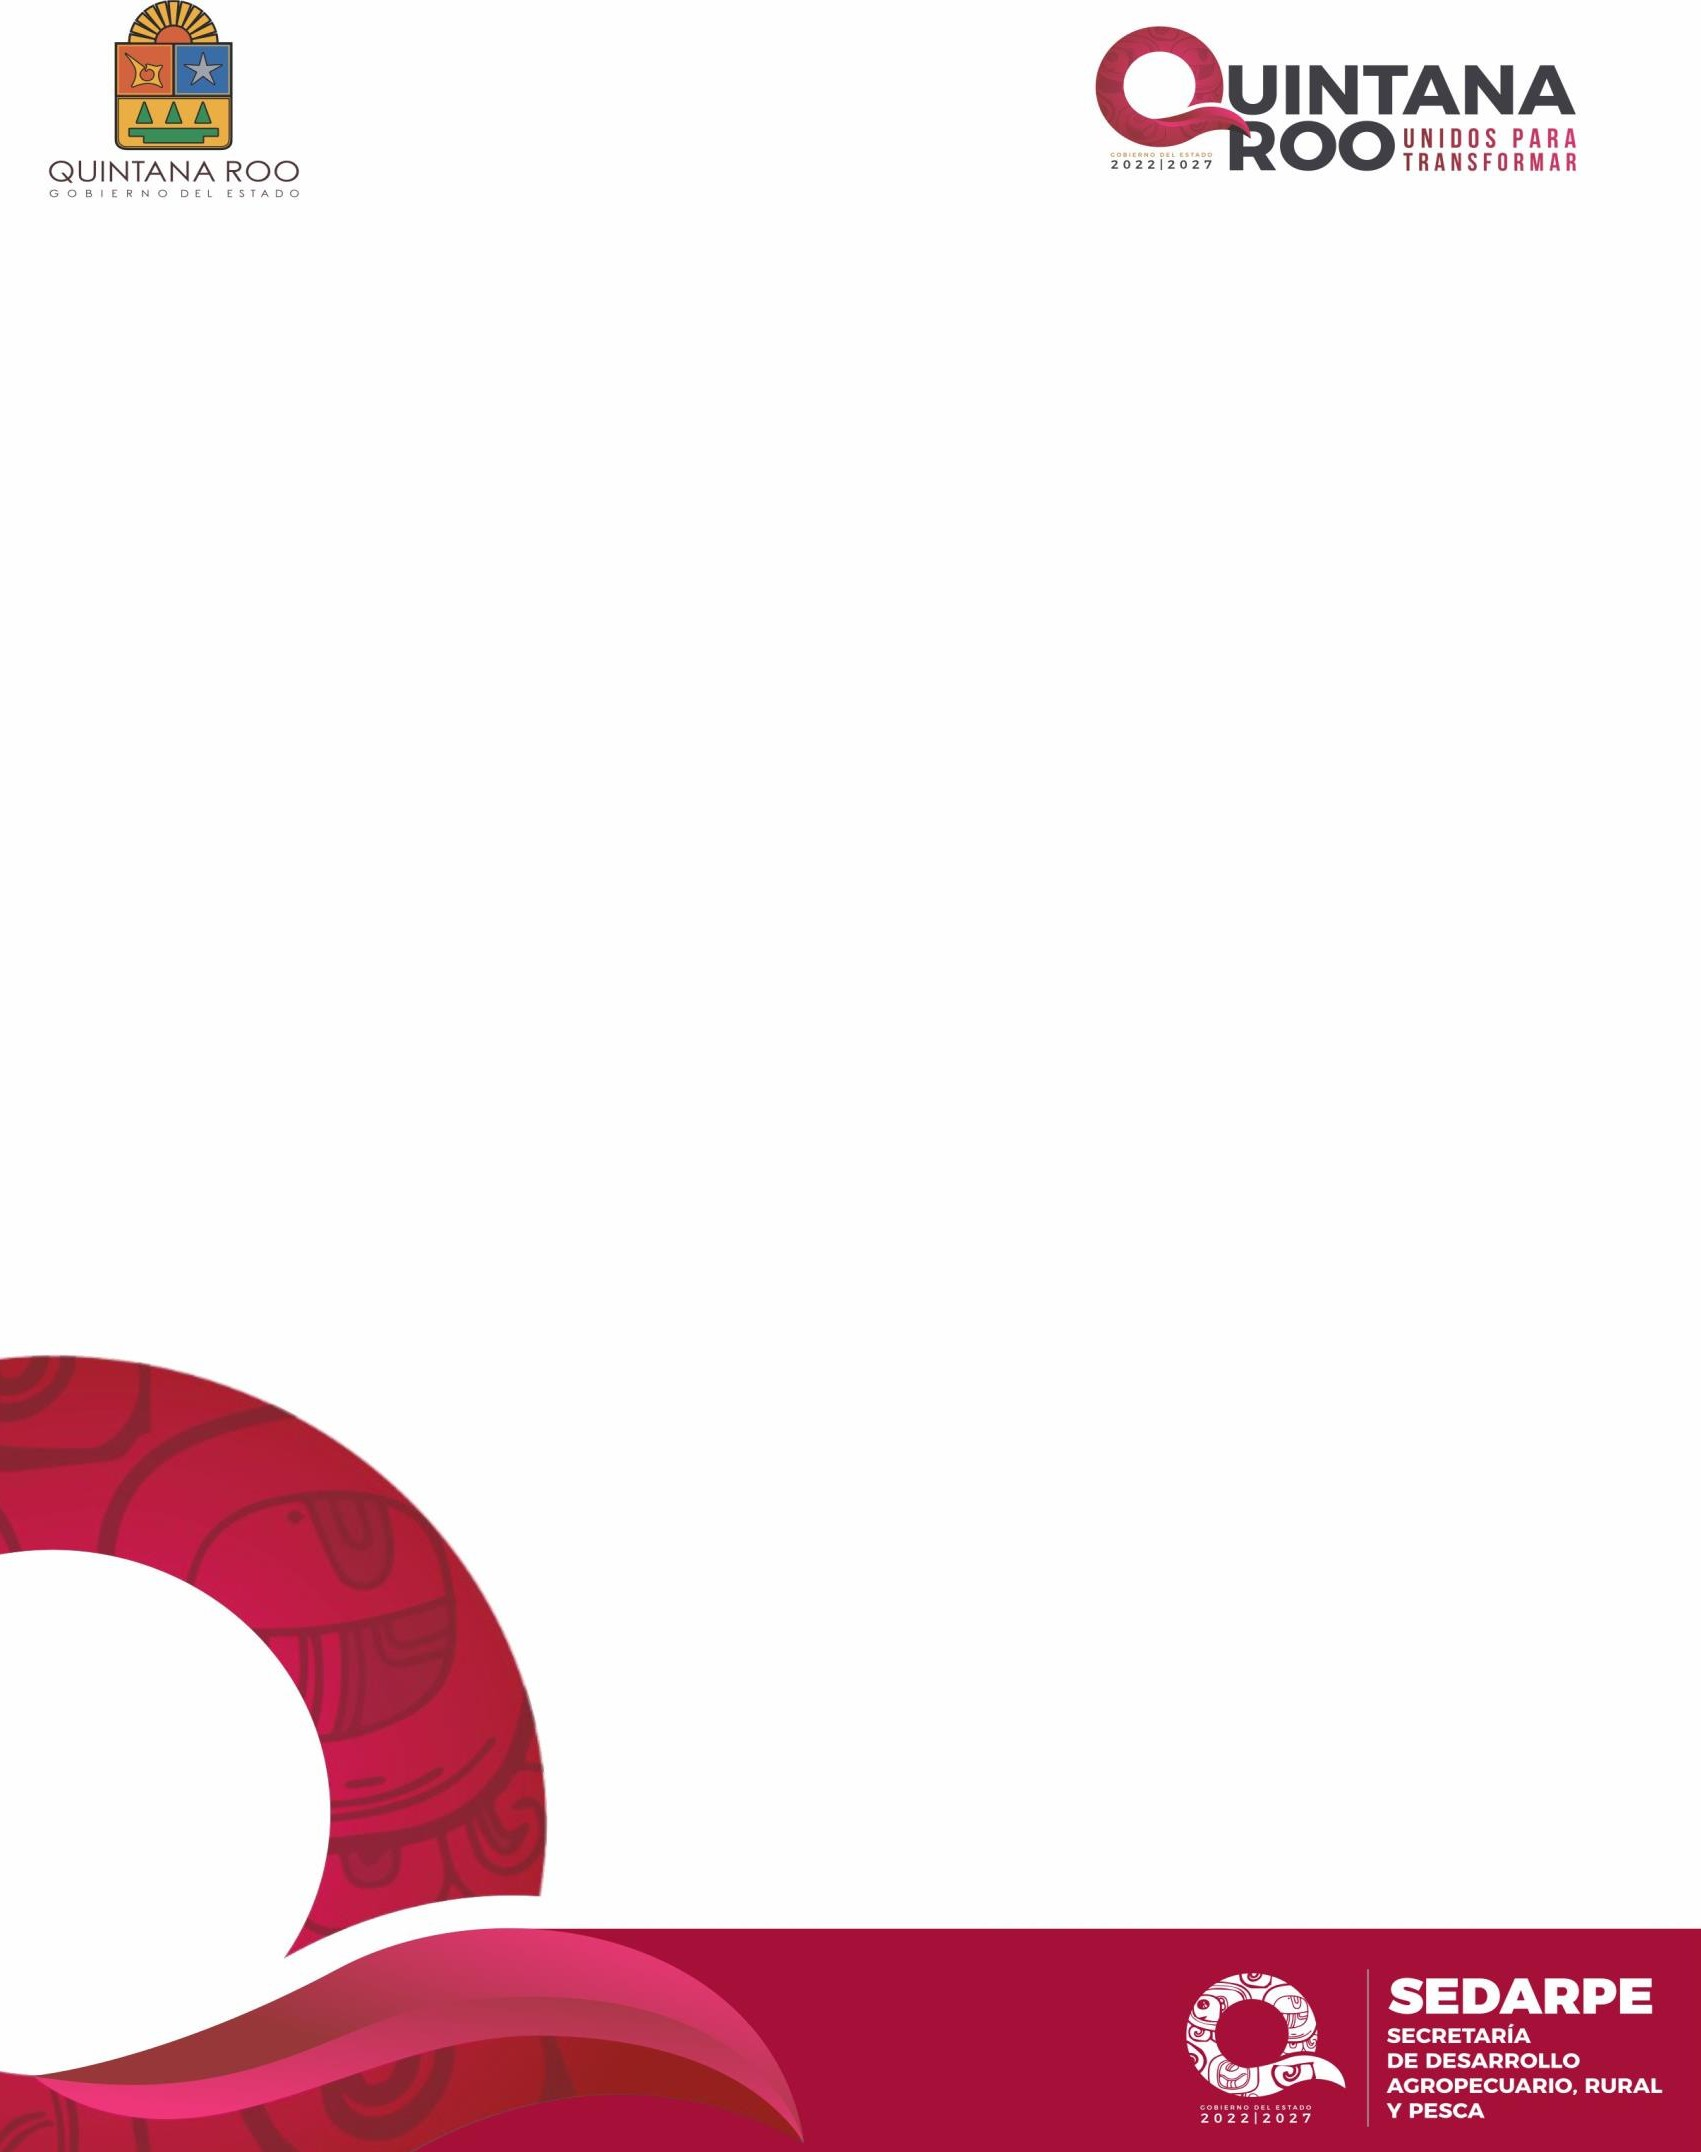 QUINTANA ROO
GOBIERNO DEL ESTADO
QUINTANA
ROO UNIDOS PARA
TRANSFORMAR
GOBIERNO DEL ESTADO
2022|2027
SEDARPE
SECRETARÍA
DE DESARROLLO
AGROPECUARIO, RURAL
Y PESCA
GOBIERNO DEL ESTADO
2022|2027